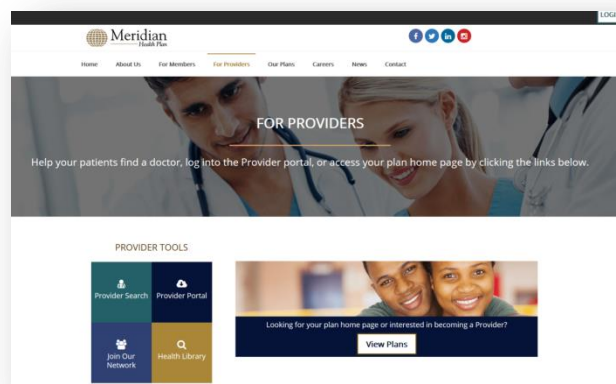 LOGI
Meridian
Health Plan
Home About Us For Members For Providers Our Plans Careers News Contact
FOR PROVIDERS
Help your patients find a doctor, log into the Provider portal, or access your plan home page by clicking the links below.
PROVIDER TOOLS
Provider Search Provider Portal
Join Our
Network
Health Library
Looking for your plan home page or interested in becoming a Provider?
View Plans